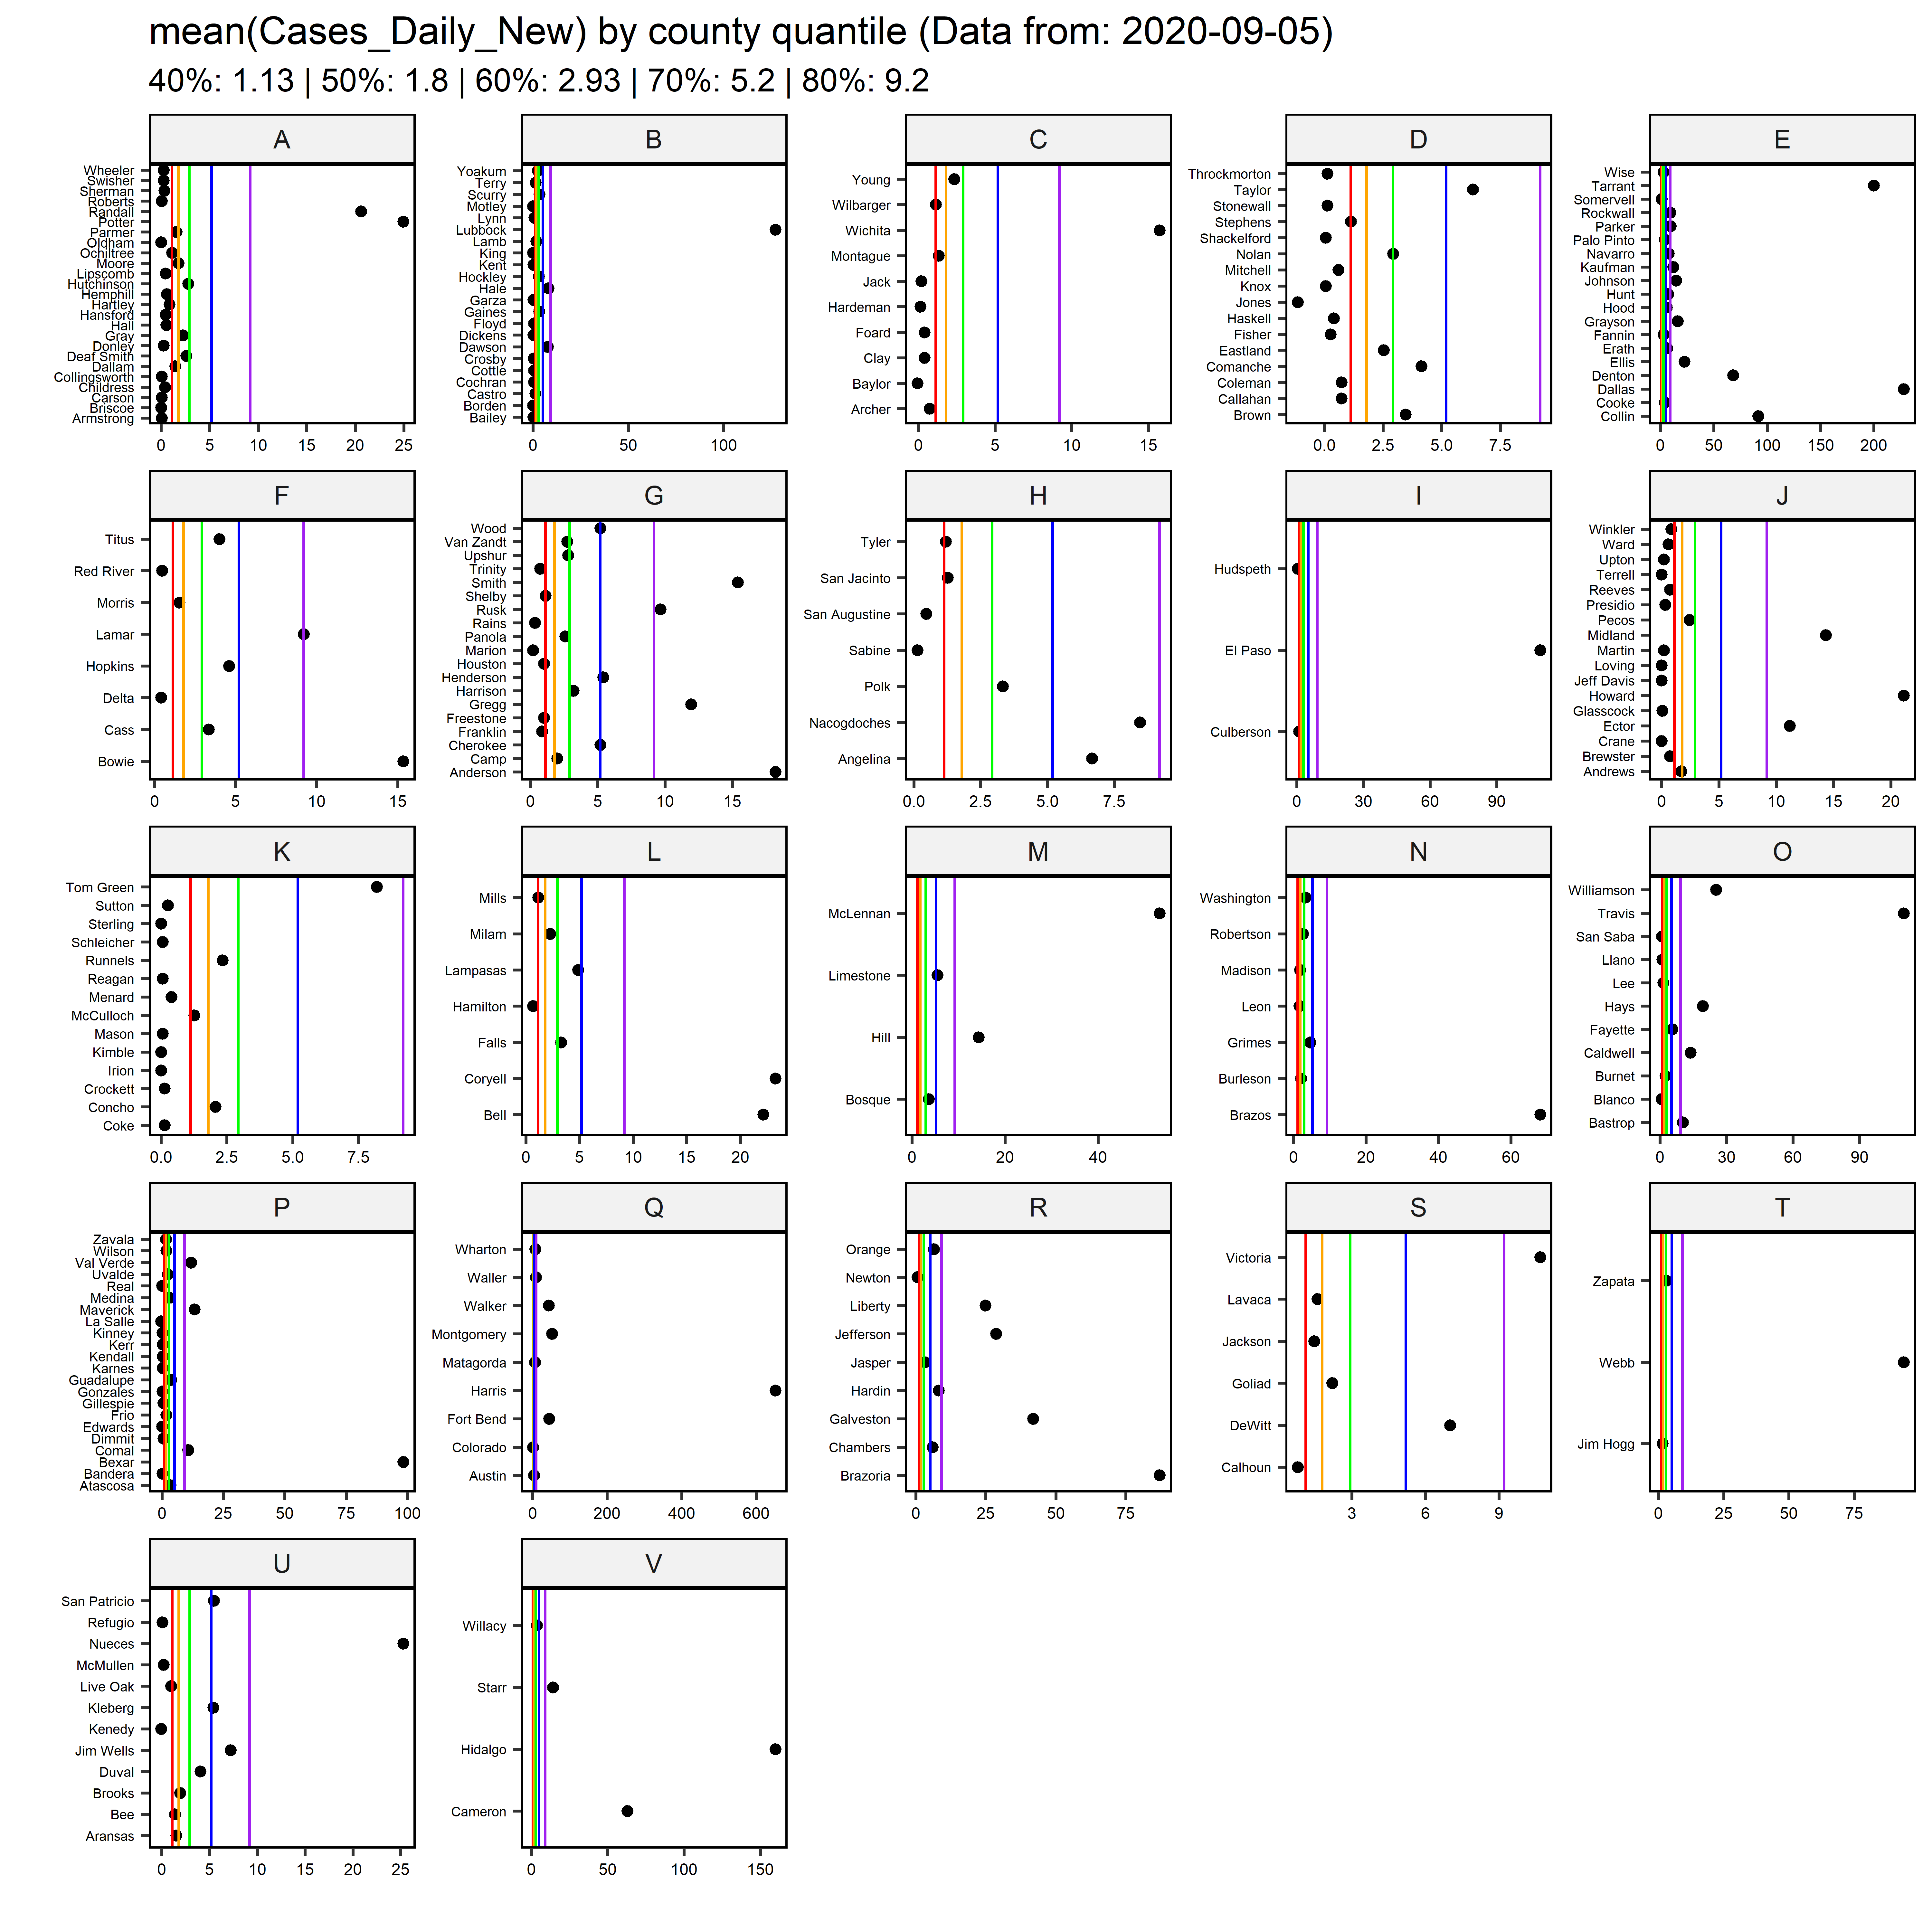 mean(Cases_Daily_New) by county quantile (Data from: 2020-09-05)
40%: 1.13 | 50%: 1.8 | 60%: 2.93 | 70%: 5.2 | 80%: 9.2
A
Wheeler
Swisher
Sherman
Roberts
Randall
Potter
Parmer
Oldham
Ochiltree
Moore
Lipscomb
Hutchinson
Hemphill
Hartley
Hansford
Hall
Gray
Donley
Deaf Smith
Dallam
Collingsworth
Childress
Carson
Briscoe
Armstrong
0 5 10 15 20 25
B
Yoakum
Terry
Scurry
Motley
Lynn
Lubbock
Lamb
King
Kent
Hockley
Hale
Garza
Gaines
Floyd
Dickens
Dawson
Crosby
Cottle
Cochran
Castro
Borden
Bailey
0 50 100
C
Young
Wilbarger
Wichita
Montague
Jack
Hardeman
Foard
Clay
Baylor
Archer
0 5 10 15
D
Throckmorton
Taylor
Stonewall
Stephens
Shackelford
Nolan
Mitchell
Knox
Jones
Haskell
Fisher
Eastland
Comanche
Coleman
Callahan
Brown
0.0 2.5 5.0 7.5
E
Wise
Tarrant
Somervell
Rockwall
Parker
Palo Pinto
Navarro
Kaufman
Johnson
Hunt
Hood
Grayson
Fannin
Erath
Ellis
Denton
Dallas
Cooke
Collin
0 50 100 150 200
F
Titus
Red River
Morris
Lamar
Hopkins
Delta
Cass
Bowie
0 5 10 15
G
Wood
Van Zandt
Upshur
Trinity
Smith
Shelby
Rusk
Rains
Panola
Marion
Houston
Henderson
Harrison
Gregg
Freestone
Franklin
Cherokee
Camp
Anderson
0 5 10 15
H
Tyler
San Jacinto
San Augustine
Sabine
Polk
Nacogdoches
Angelina
0.0 2.5 5.0 7.5
I
Hudspeth
El Paso
Culberson
0 30 60 90
J
Winkler
Ward
Upton
Terrell
Reeves
Presidio
Pecos
Midland
Martin
Loving
Jeff Davis
Howard
Glasscock
Ector
Crane
Brewster
Andrews
0 5 10 15 20
K
Tom Green
Sutton
Sterling
Schleicher
Runnels
Reagan
Menard
McCulloch
Mason
Kimble
Irion
Crockett
Concho
Coke
0.0 2.5 5.0 7.5
L
Mills
Milam
Lampasas
Hamilton
Falls
Coryell
Bell
0 5 10 15 20
M
McLennan
Limestone
Hill
Bosque
0 20 40
N
Washington
Robertson
Madison
Leon
Grimes
Burleson
Brazos
0 20 40 60
O
Williamson
Travis
San Saba
Llano
Lee
Hays
Fayette
Caldwell
Burnet
Blanco
Bastrop
0 30 60 90
P
Zavala
Wilson
Val Verde
Uvalde
Real
Medina
Maverick
La Salle
Kinney
Kerr
Kendall
Karnes
Guadalupe
Gonzales
Gillespie
Frio
Edwards
Dimmit
Comal
Bexar
Bandera
Atascosa
0 25 50 75 100
Q
Wharton
Waller
Walker
Montgomery
Matagorda
Harris
Fort Bend
Colorado
Austin
0 200 400 600
R
Orange
Newton
Liberty
Jefferson
Jasper
Hardin
Galveston
Chambers
Brazoria
0 25 50 75
S
Victoria
Lavaca
Jackson
Goliad
DeWitt
Calhoun
3 6 9
T
Zapata
Webb
Jim Hogg
0 25 50 75
U
San Patricio
Refugio
Nueces
McMullen
Live Oak
Kleberg
Kenedy
Jim Wells
Duval
Brooks
Bee
Aransas
0 5 10 15 20 25
V
Willacy
Starr
Hidalgo
Cameron
0 50 100 150